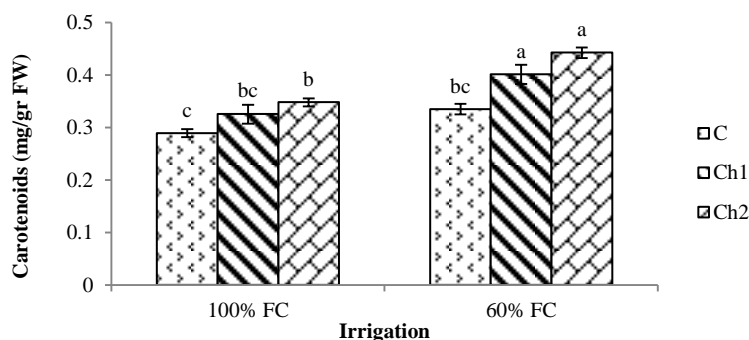 Carotenoids (mg/gr FW)
0.5
0.4
0.3
0.2
0.1
0
c
bc
b
bc
a
a
100% FC
60% FC
Irrigation
C
Ch1
Ch2